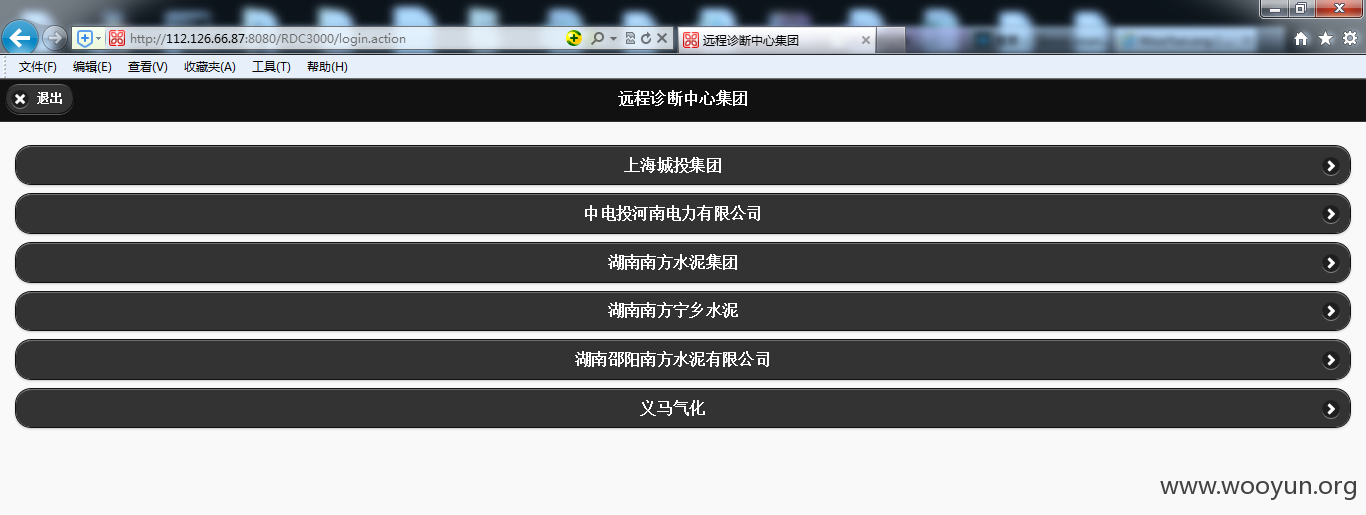 http://112.126.66.87:8080/RDC3000/login.action
远程诊断中心集团
文件(F) 编辑(E) 查看(V) 收藏夹(A) 工具(T) 帮助(H)
退出
远程诊断中心集团
上海城投集团
中电投河南电力有限公司
湖南南方水泥集团
湖南南方宁乡水泥
湖南邵阳南方水泥有限公司
义马气化
www.wooyun.org